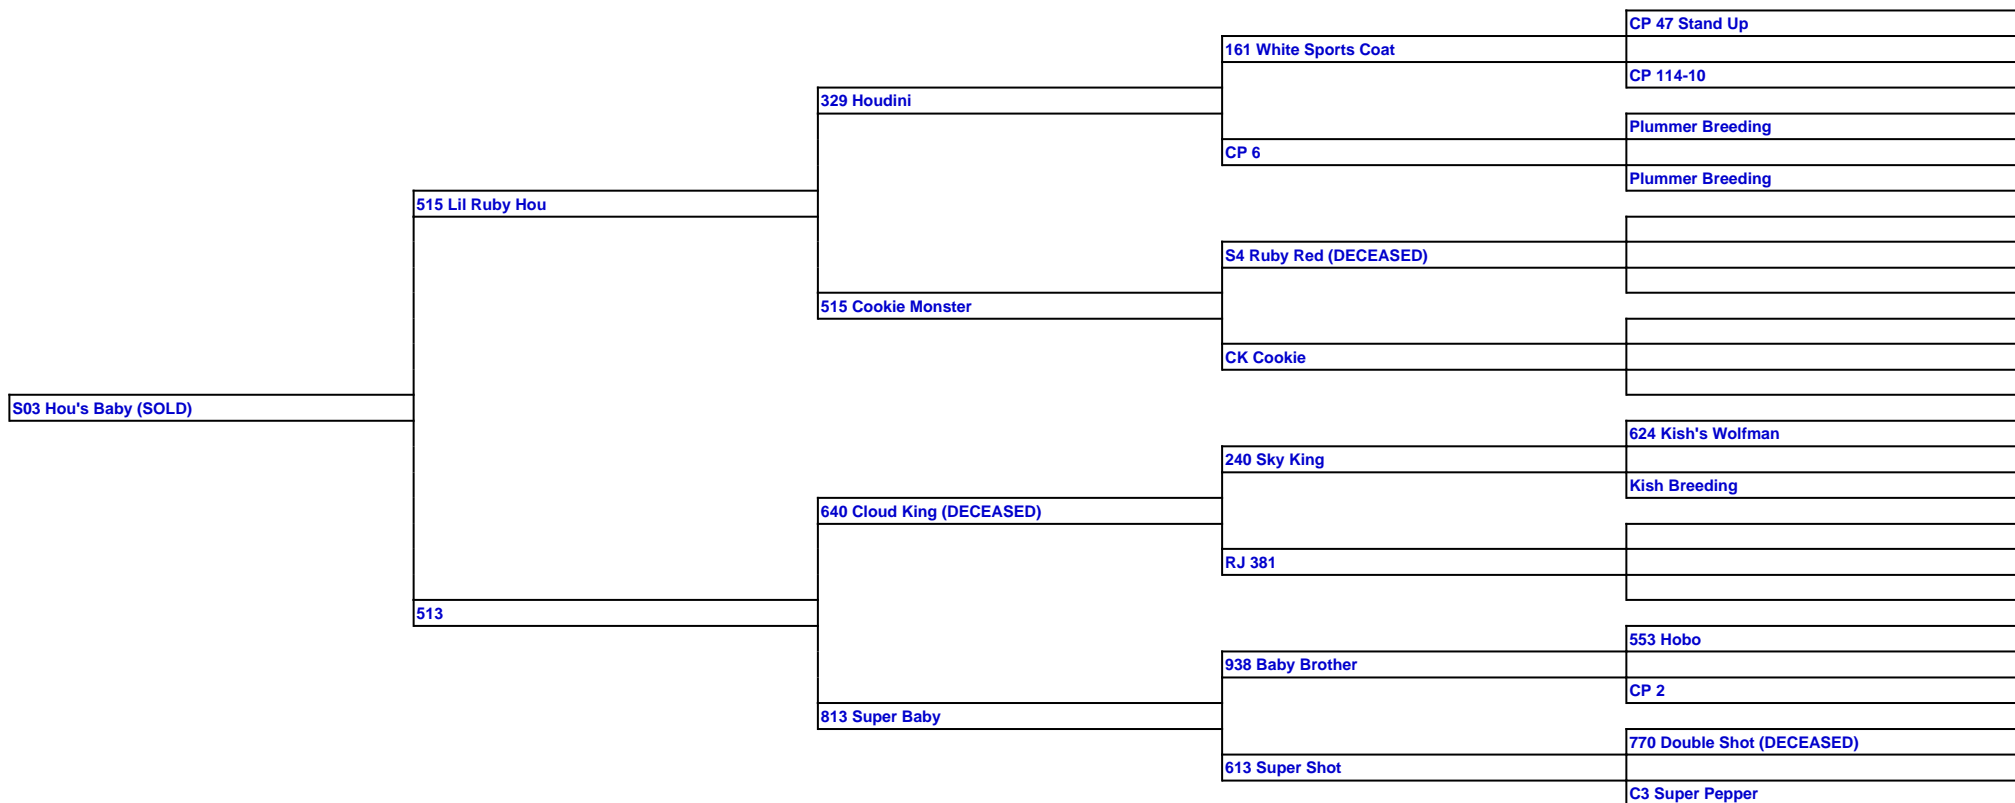 CP 47 Stand Up
161 White Sports Coat
CP 114-10
329 Houdini
Plummer Breeding
CP 6
Plummer Breeding
515 Lil Ruby Hou
S4 Ruby Red (DECEASED)
515 Cookie Monster
CK Cookie
S03 Hou's Baby (SOLD)
624 Kish's Wolfman
240 Sky King
Kish Breeding
640 Cloud King (DECEASED)
RJ 381
513
553 Hobo
938 Baby Brother
CP 2
813 Super Baby
770 Double Shot (DECEASED)
613 Super Shot
C3 Super Pepper